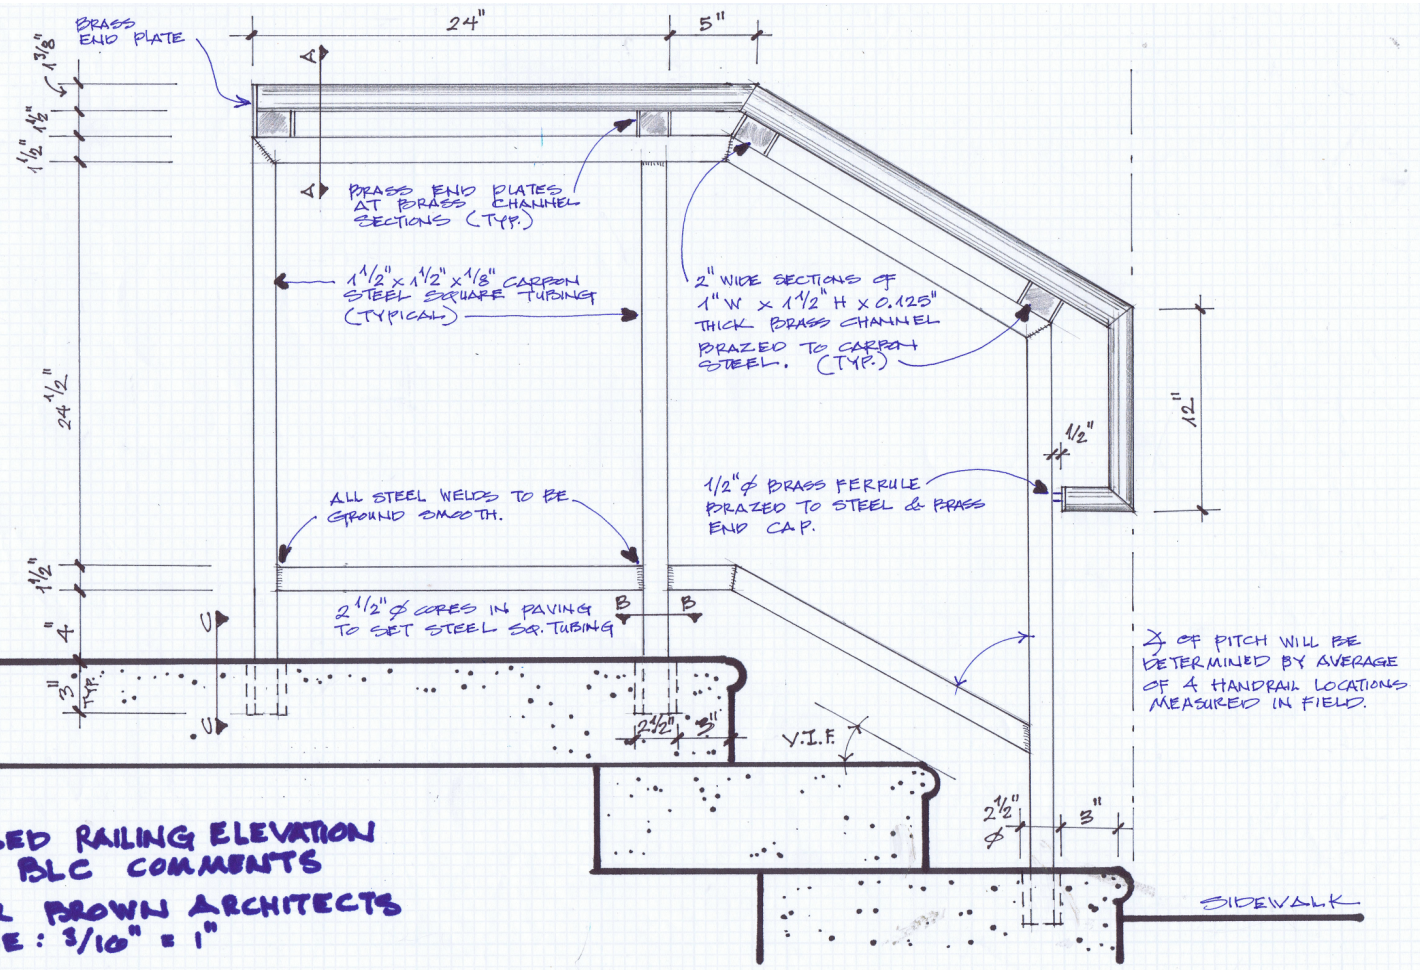 BRASS
END PLATE
24"
5"
A
1 3/8"
1 1/2"
1/2"
A
BRASS END PLATES
AT BRASS CHANNEL
SECTIONS (TYP.)
1 1/2" x 1 1/2" x 1/8" CARBON
STEEL SQUARE TUBING
(TYPICAL)
2" WIDE SECTIONS OF
1" W x 1 1/2" H x 0.125"
THICK BRASS CHANNEL
BRAZED TO CARBON
STEEL. (TYP.)
24 1/2"
12"
1/2"
1/2" Ø BRASS FERRULE
BRAZED TO STEEL & BRASS
END CAP.
ALL STEEL WELDS TO BE
GROUND SMOOTH.
1 1/2"
2 1/2" Ø CORES IN PAVING
TO SET STEEL SQ. TUBING
B B
C
4"
∡ OF PITCH WILL BE
DETERMINED BY AVERAGE
OF 4 HANDRAIL LOCATIONS
MEASURED IN FIELD.
3"
TYP.
C
2 1/2"
3"
V.I.F.
2 1/2"
Ø
3"
SED RAILING ELEVATION
BLC COMMENTS
R BROWN ARCHITECTS
E : 3/16" = 1"
SIDEWALK